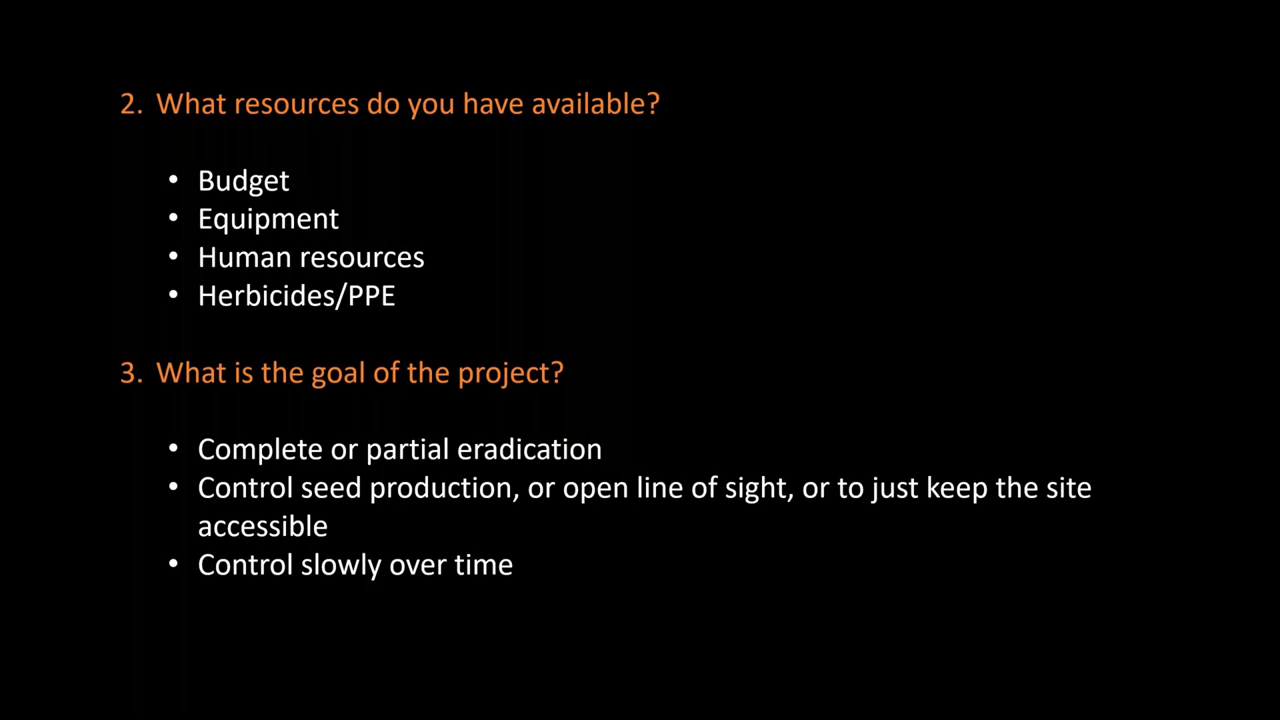 2. What resources do you have available?
• Budget
• Equipment
• Human resources
• Herbicides/PPE
3. What is the goal of the project?
• Complete or partial eradication
• Control seed production, or open line of sight, or to just keep the site
accessible
• Control slowly over time